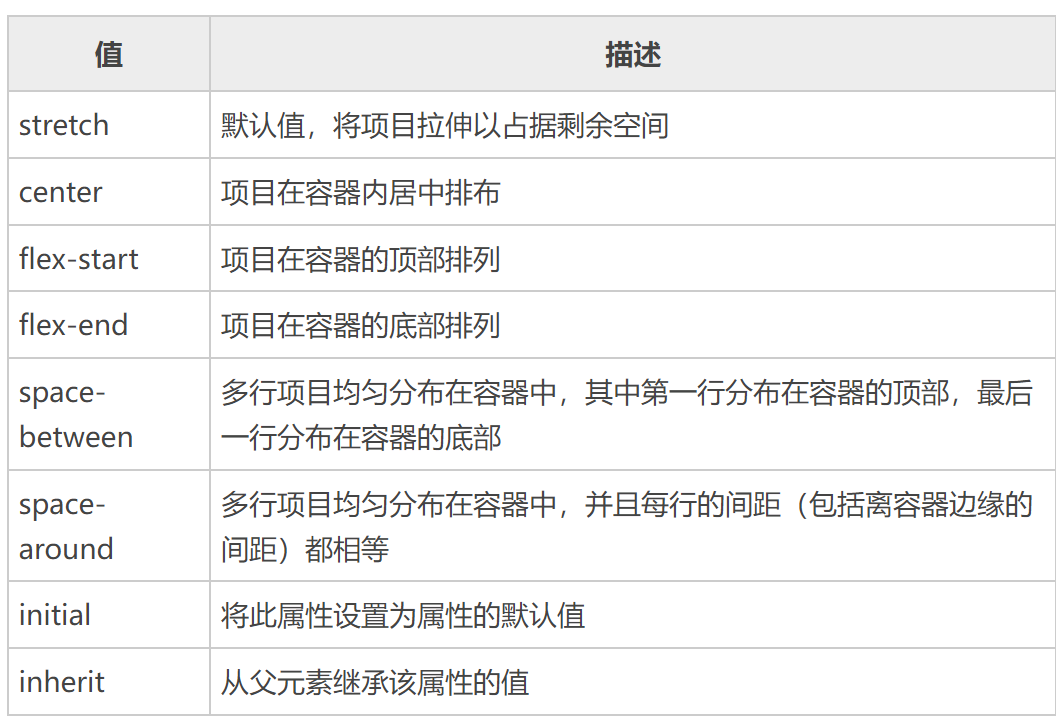 值 描述
stretch 默认值，将项目拉伸以占据剩余空间
center 项目在容器内居中排布
flex-start 项目在容器的顶部排列
flex-end 项目在容器的底部排列
space-
between
多行项目均匀分布在容器中，其中第一行分布在容器的顶部，最后
一行分布在容器的底部
space-
around
多行项目均匀分布在容器中，并且每行的间距（包括离容器边缘的
间距）都相等
initial 将此属性设置为属性的默认值
inherit 从父元素继承该属性的值